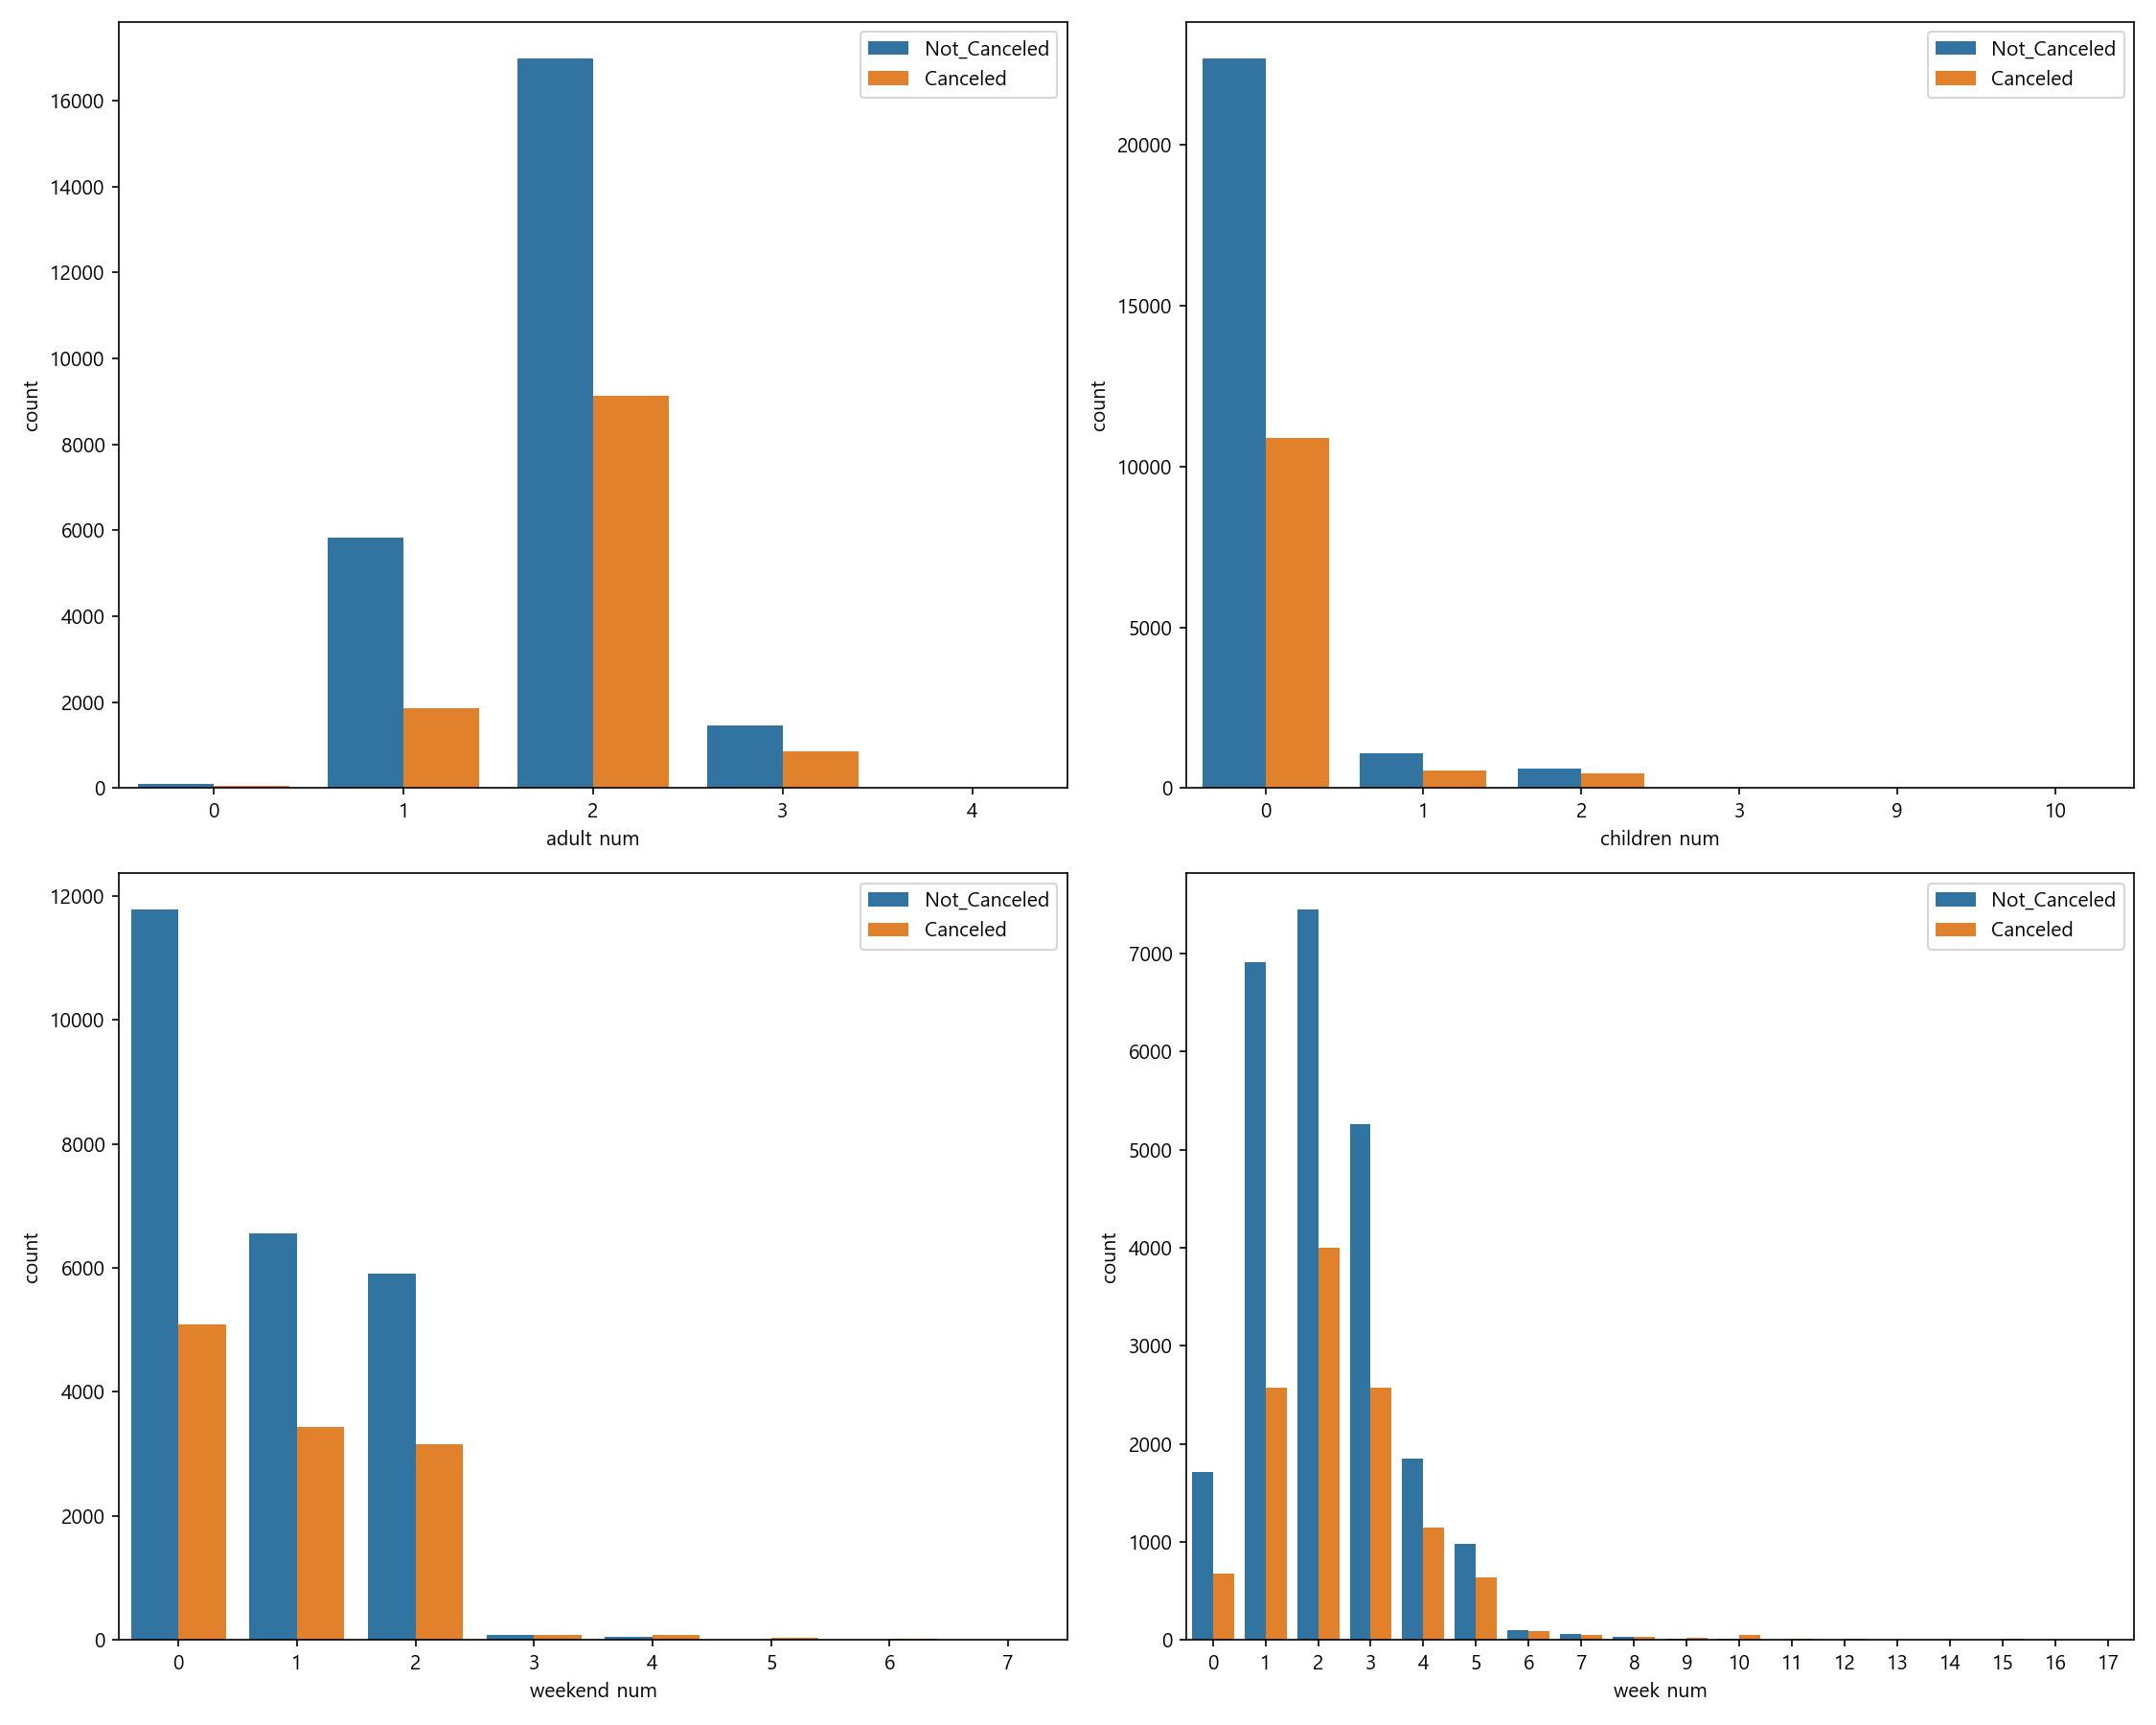 Not_Canceled
Canceled
16000
14000
12000
10000
8000
6000
4000
2000
0
count
0 1 2 3 4
adult num
Not_Canceled
Canceled
20000
15000
10000
5000
0
count
0 1 2 3 9 10
children num
Not_Canceled
Canceled
12000
10000
8000
6000
4000
2000
0
count
0 1 2 3 4 5 6 7
weekend num
Not_Canceled
Canceled
7000
6000
5000
4000
3000
2000
1000
0
count
0 1 2 3 4 5 6 7 8 9 10 11 12 13 14 15 16 17
week num